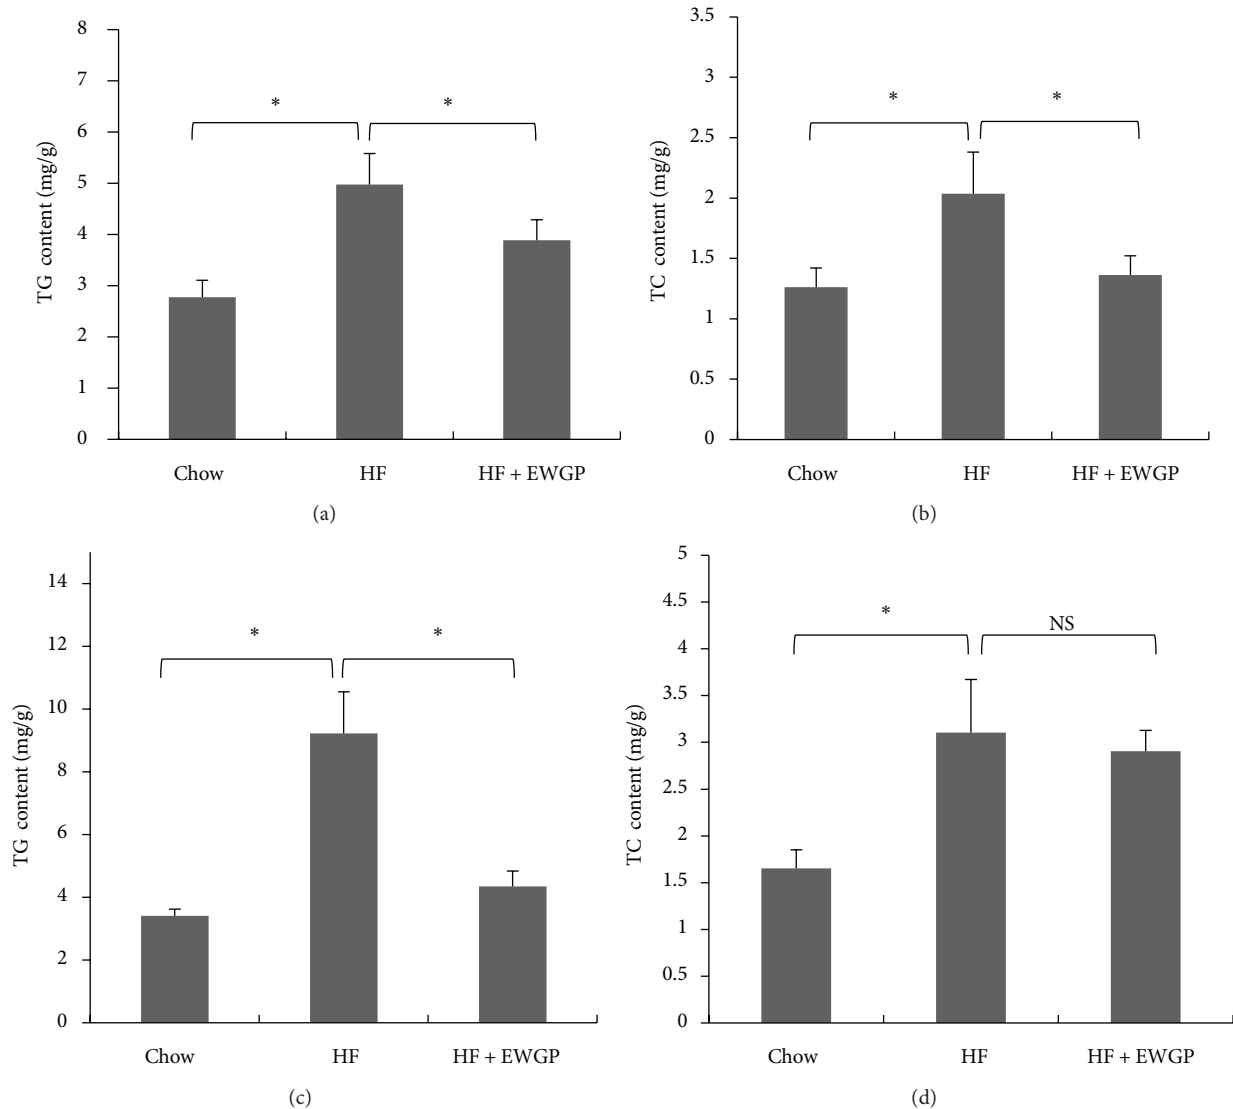 8
7
6
5
4
3
2
1
0
TG content (mg/g)
*
*
Chow
HF
HF + EWGP
(a)
3.5
3
2.5
2
1.5
1
0.5
0
TC content (mg/g)
*
*
Chow
HF
HF + EWGP
(b)
14
12
10
8
6
4
2
0
TG content (mg/g)
*
*
Chow
HF
HF + EWGP
(c)
5
4.5
4
3.5
3
2.5
2
1.5
1
0.5
0
TC content (mg/g)
*
NS
Chow
HF
HF + EWGP
(d)